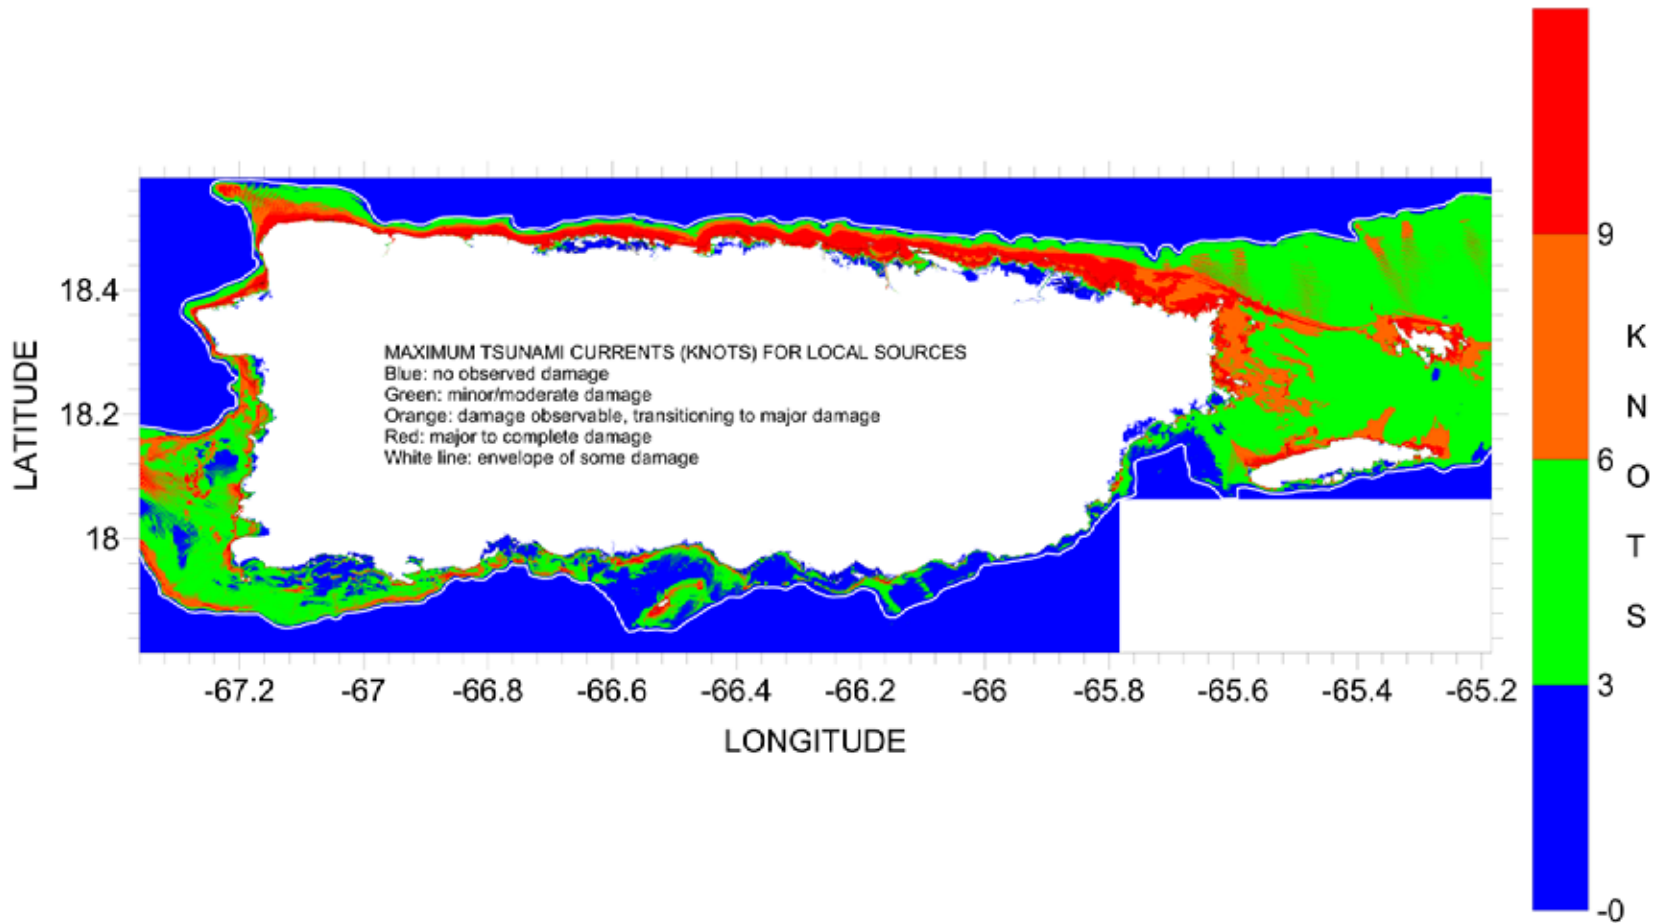 MAXIMUM TSUNAMI CURRENTS (KNOTS) FOR LOCAL SOURCES
Blue: no observed damage
Green: minor/moderate damage
Orange: damage observable, transitioning to major damage
Red: major to complete damage
White line: envelope of some damage
LATITUDE
18.4
18.2
18
-67.2 -67 -66.8 -66.6 -66.4 -66.2 -66 -65.8 -65.6 -65.4 -65.2
LONGITUDE
9
6
3
-0
K
N
O
T
S